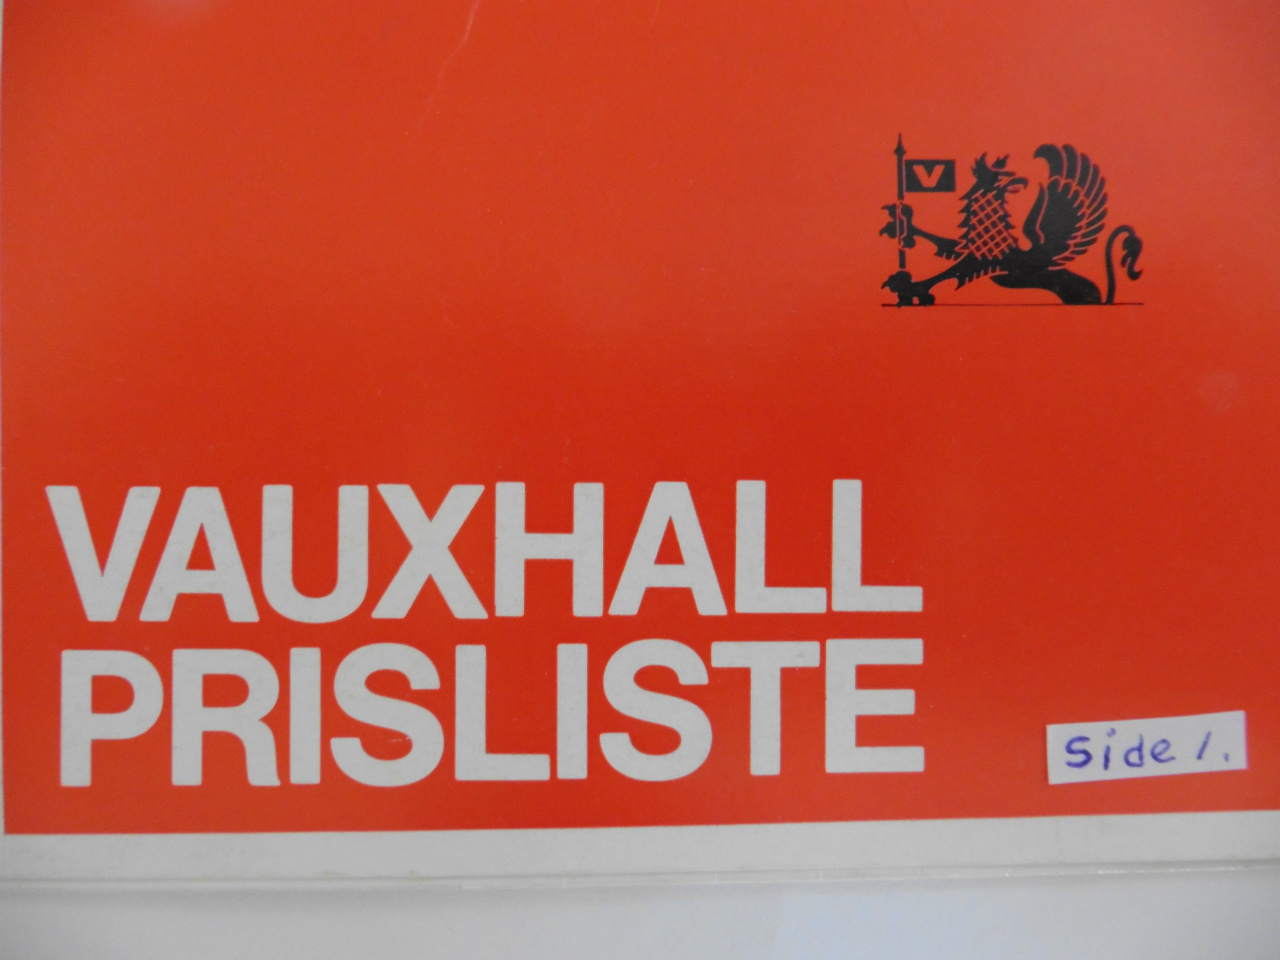 V
VAUXHALL
PRISLISTE
Side 1.